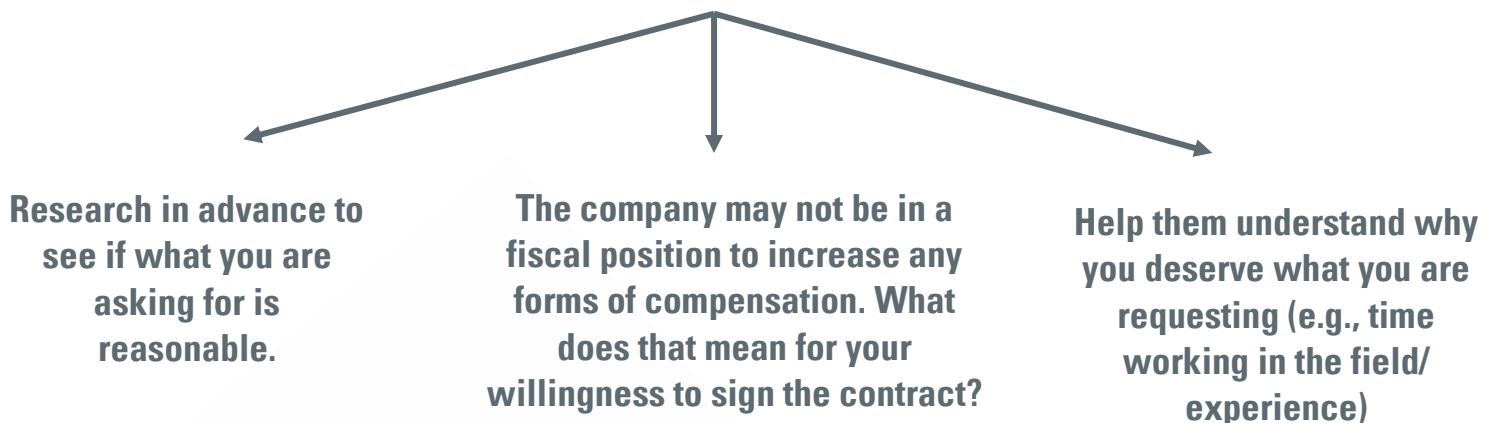 Research in advance to
see if what you are
asking for is
reasonable.
The company may not be in a
fiscal position to increase any
forms of compensation. What
does that mean for your
willingness to sign the contract?
Help them understand why
you deserve what you are
requesting (e.g., time
working in the field/
experience)